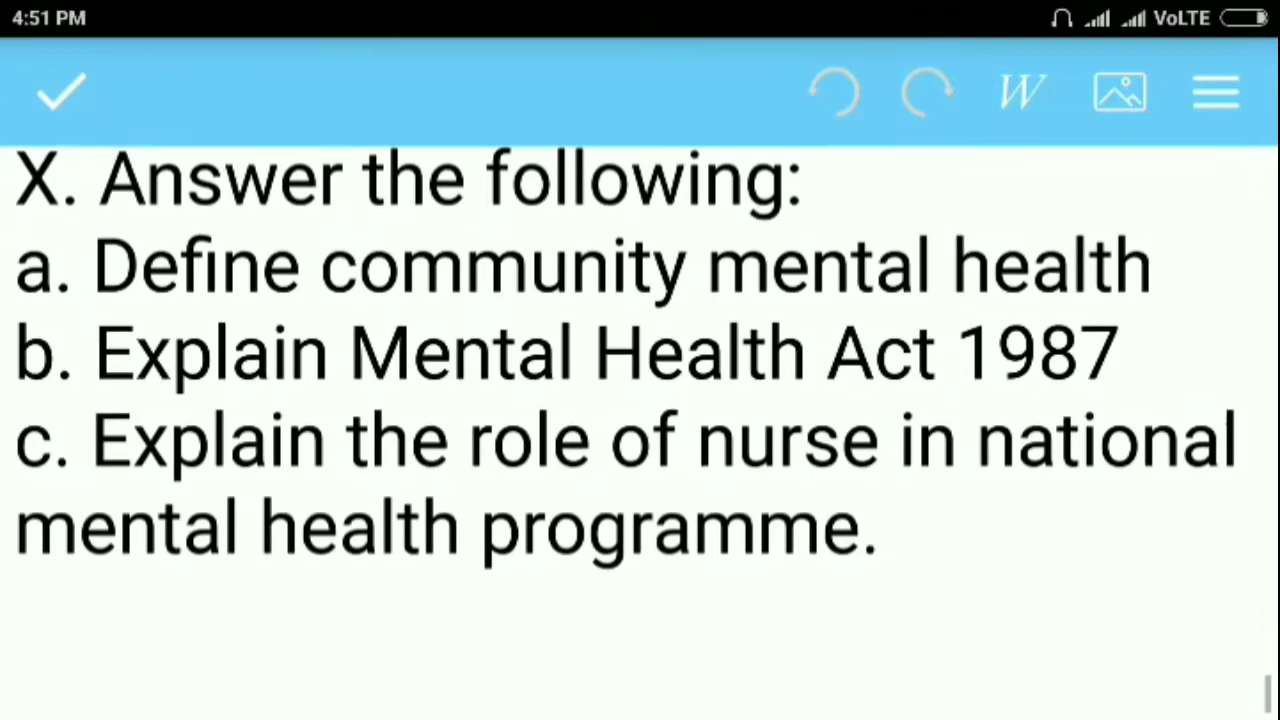 4:51 PM VoLTE
W
X. Answer the following:
a. Define community mental health
b. Explain Mental Health Act 1987
c. Explain the role of nurse in national
mental health programme.